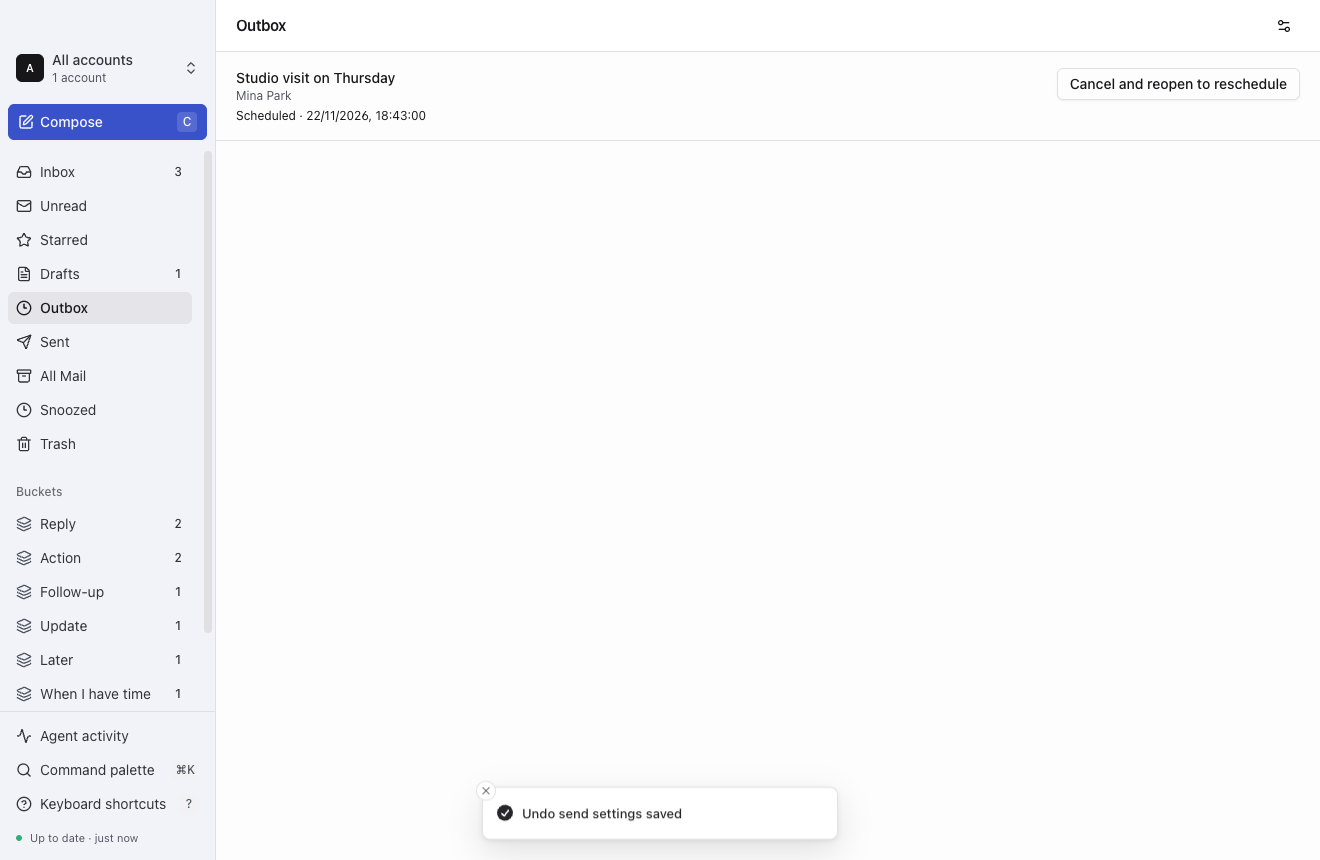 Outbox
A
All accounts
1 account
Compose
C
Inbox 3
Unread
Starred
Drafts 1
Outbox
Sent
All Mail
Snoozed
Trash
Buckets
Reply 2
Action 2
Follow-up 1
Update 1
Later 1
When I have time 1
Agent activity
Command palette ⌘K
Keyboard shortcuts ?
Up to date · just now
Studio visit on Thursday
Mina Park
Scheduled · 22/11/2026, 18:43:00
Cancel and reopen to reschedule
Undo send settings saved